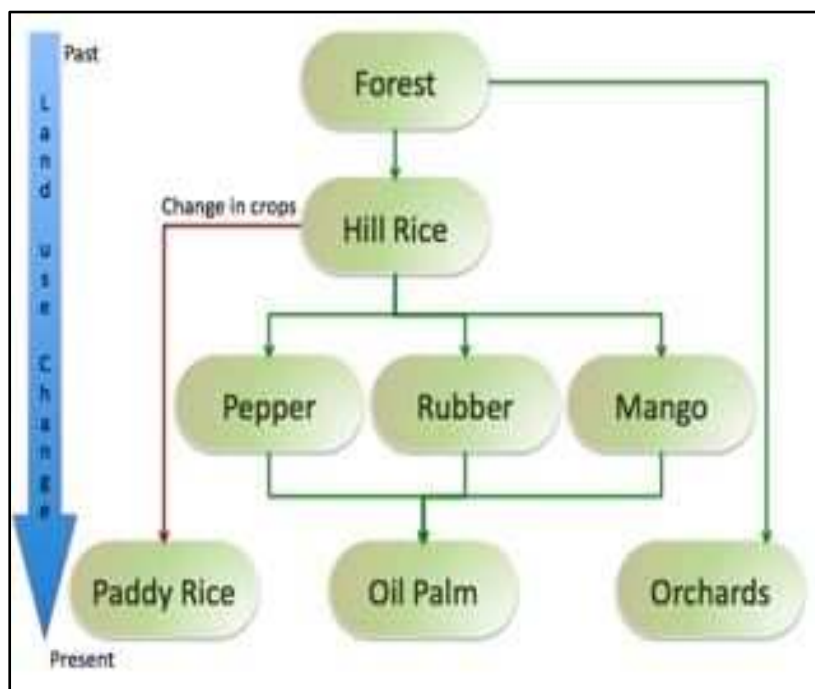 Past
Land use Change
Forest
Change in crops
Hill Rice
Pepper
Rubber
Mango
Paddy Rice
Oil Palm
Orchards
Present